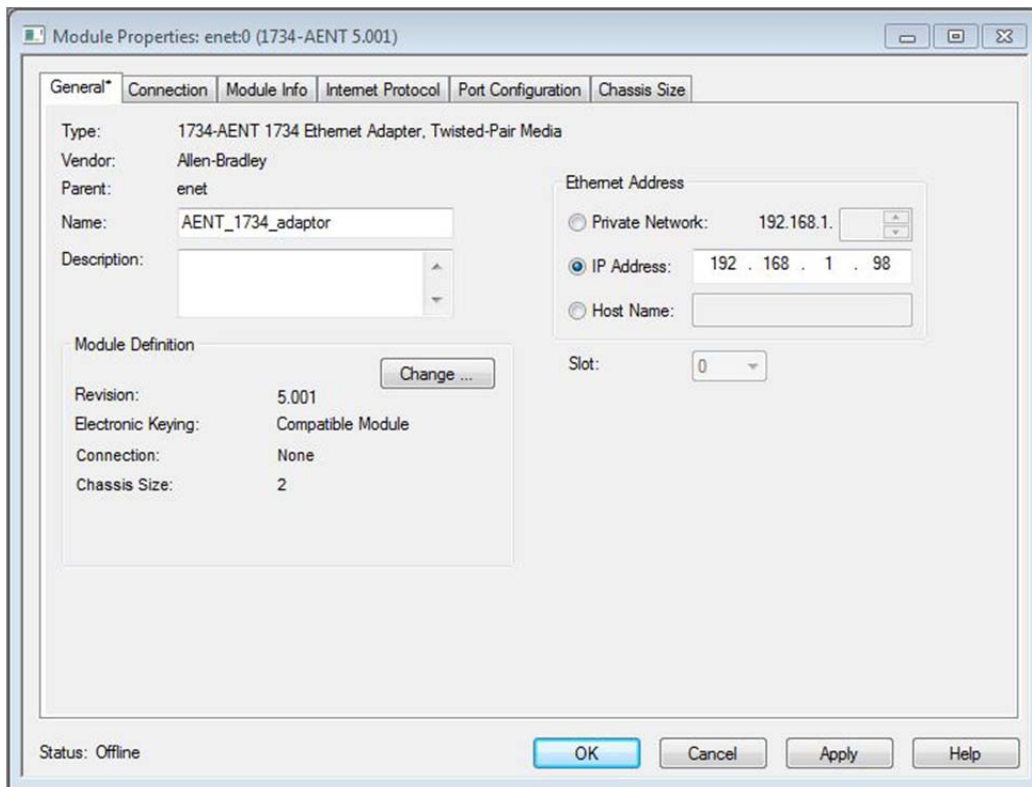 Module Properties: enet:0 (1734-AENT 5.001)
General* Connection Module Info Internet Protocol Port Configuration Chassis Size
Type: 1734-AENT 1734 Ethernet Adapter, Twisted-Pair Media
Vendor: Allen-Bradley
Parent: enet
Name: AENT_1734_adaptor
Description:
Ethernet Address
Private Network: 192.168.1.
IP Address: 192 . 168 . 1 . 98
Host Name:
Slot: 0
Module Definition
Change ...
Revision: 5.001
Electronic Keying: Compatible Module
Connection: None
Chassis Size: 2
Status: Offline
OK Cancel Apply Help